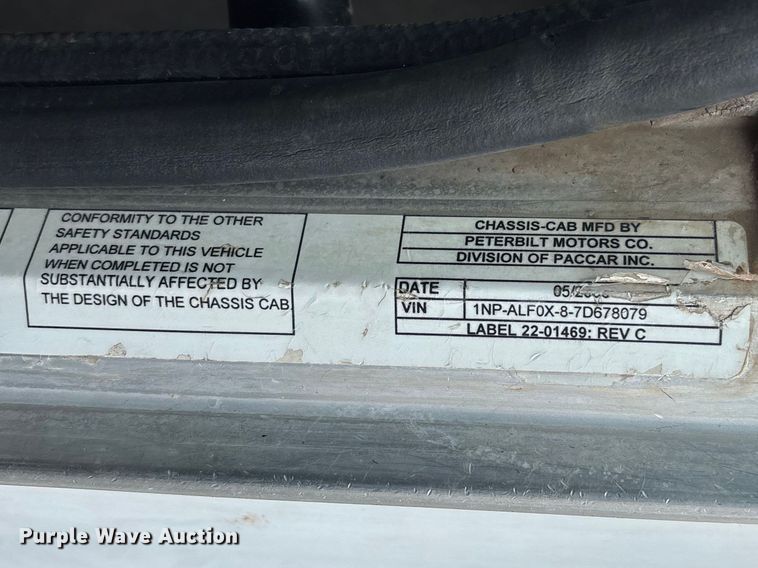 CONFORMITY TO THE OTHER
SAFETY STANDARDS
APPLICABLE TO THIS VEHICLE
WHEN COMPLETED IS NOT
SUBSTANTIALLY AFFECTED BY
THE DESIGN OF THE CHASSIS CAB
CHASSIS-CAB MFD BY
PETERBILT MOTORS CO.
DIVISION OF PACCAR INC.
DATE
VIN 1NP-ALF0X-8-7D678079
LABEL 22-01469: REV C
Purple Wave Auction